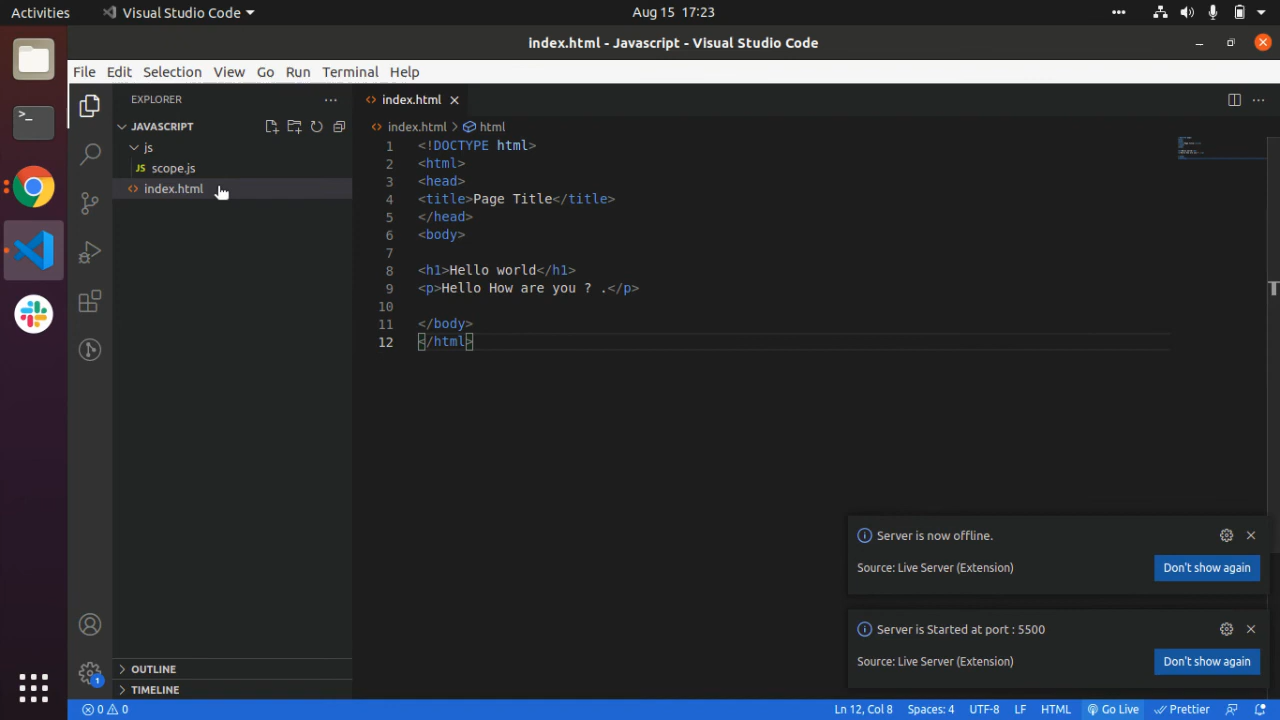 Activities
Visual Studio Code
Aug 15 17:23
index.html - Javascript - Visual Studio Code
File Edit Selection View Go Run Terminal Help
EXPLORER
JAVASCRIPT
js
JS scope.js
index.html
index.html
index.html > html
1 <!DOCTYPE html>
2 <html>
3 <head>
4 <title>Page Title</title>
5 </head>
6 <body>
7
8 <h1>Hello world</h1>
9 <p>Hello How are you ? .</p>
10
11 </body>
12 </html>
Server is now offline.
Source: Live Server (Extension)
Don't show again
Server is Started at port : 5500
Source: Live Server (Extension)
Don't show again
1
OUTLINE
TIMELINE
0 0
Ln 12, Col 8 Spaces: 4 UTF-8 LF HTML Go Live Prettier